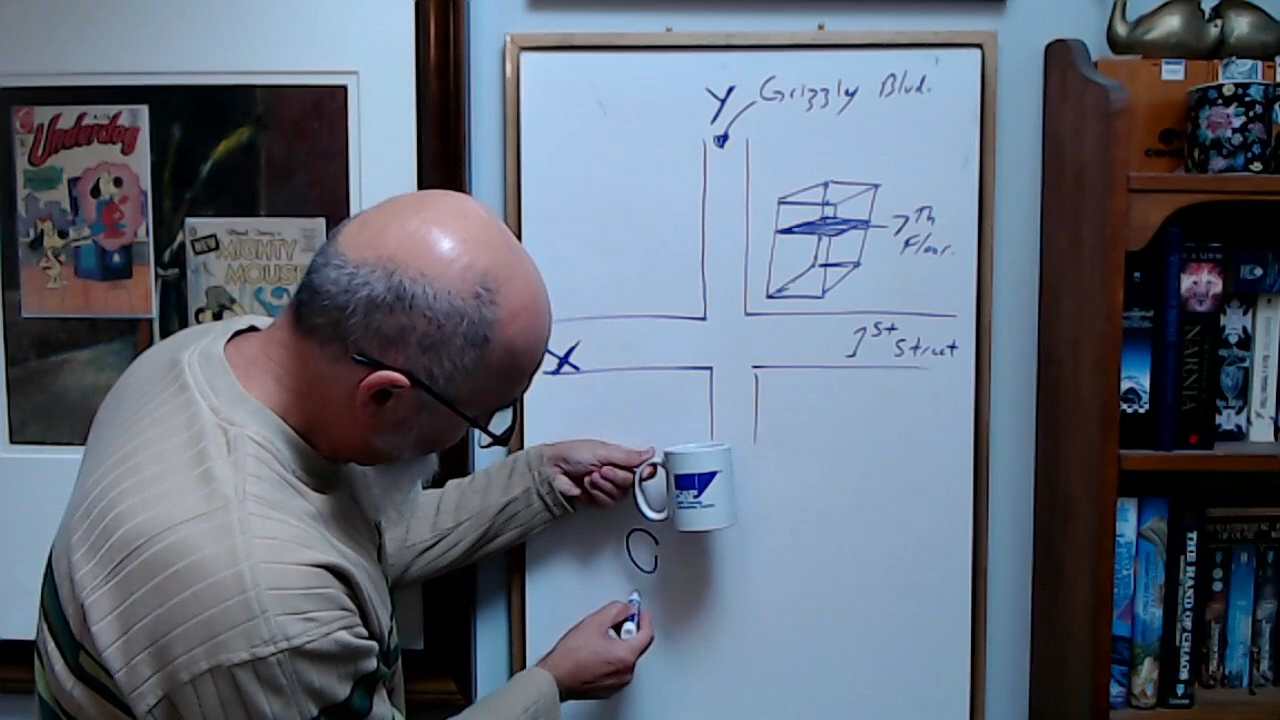 Y Grizzly Blvd.
7th
Floor.
1st
Street
X
C
Underdog
NEW
MIGHTY
MOUSE
NARNIA
THE HAND OF CHAOS